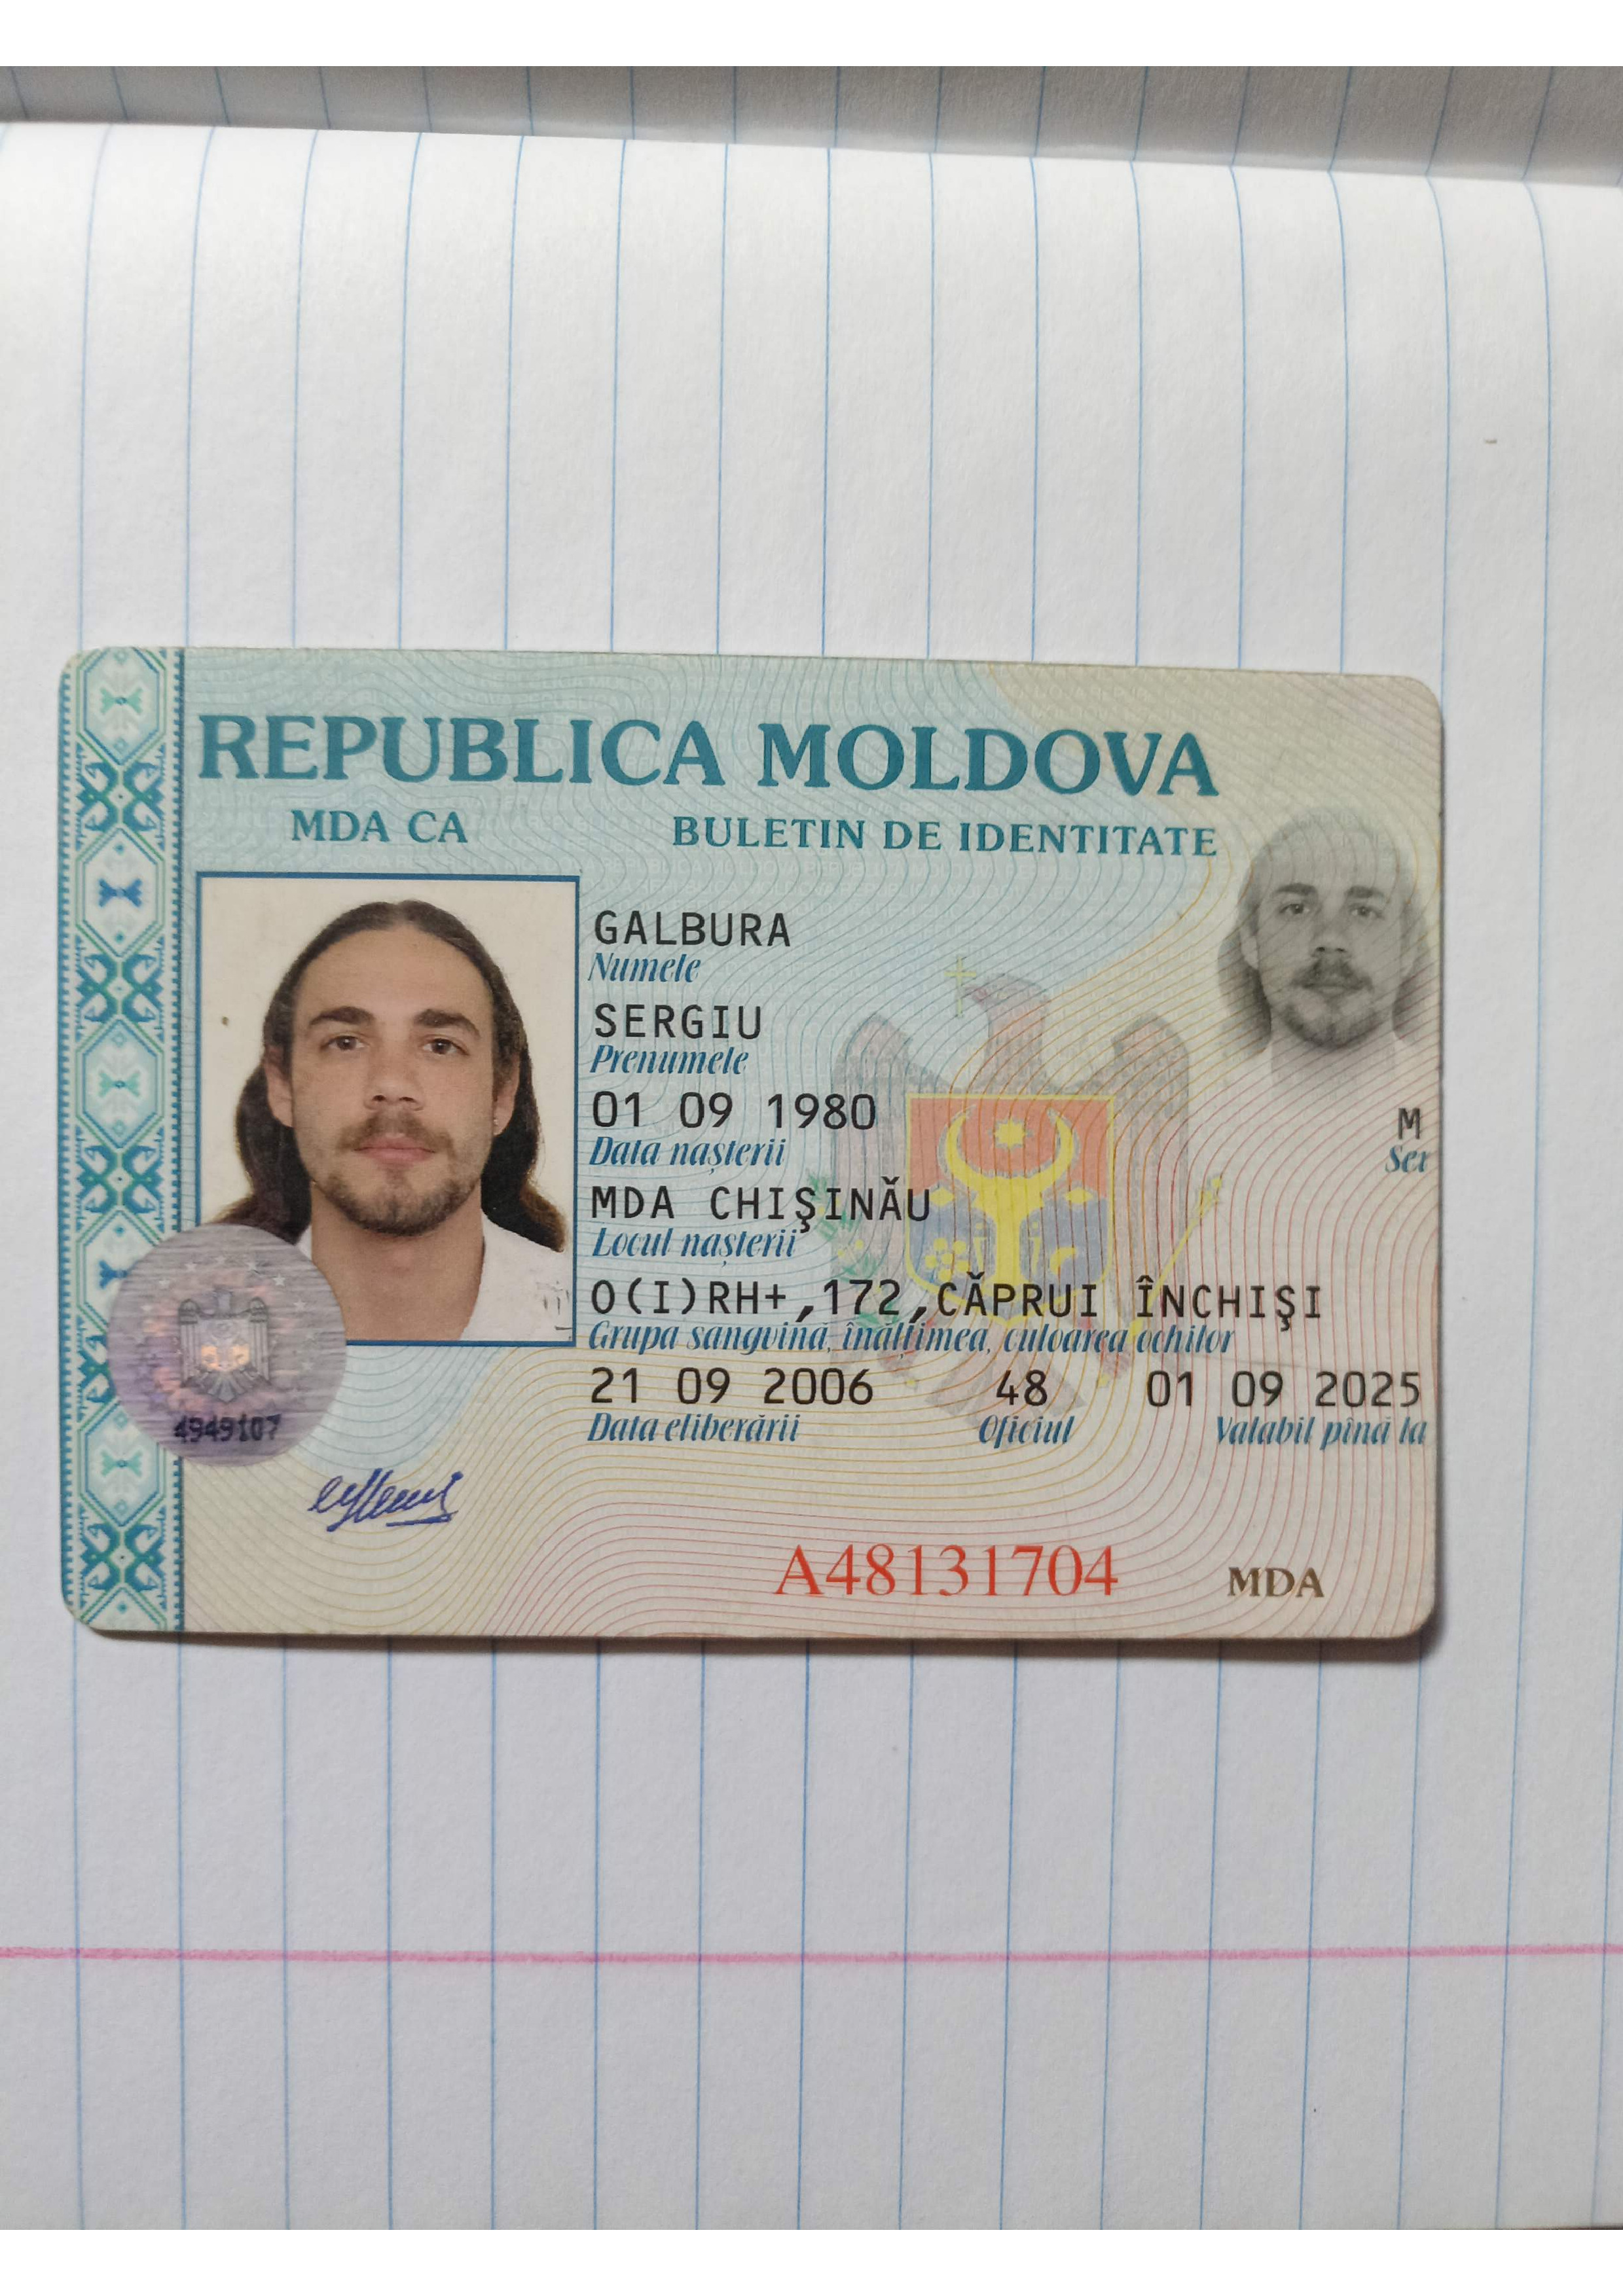 REPUBLICA MOLDOVA
MDA CA BULETIN DE IDENTITATE
GALBURA
Numele
SERGIU
Prenumele
01 09 1980
Data nașterii
M
Sex
MDA CHIŞINĂU
Locul nașterii
O(I)RH+,172,CĂPRUI ÎNCHIŞI
Grupa sangvină, înălțimea, culoarea ochilor
21 09 2006 48 01 09 2025
Data eliberării Oficiul Valabil pînă la
4949107
A48131704 MDA